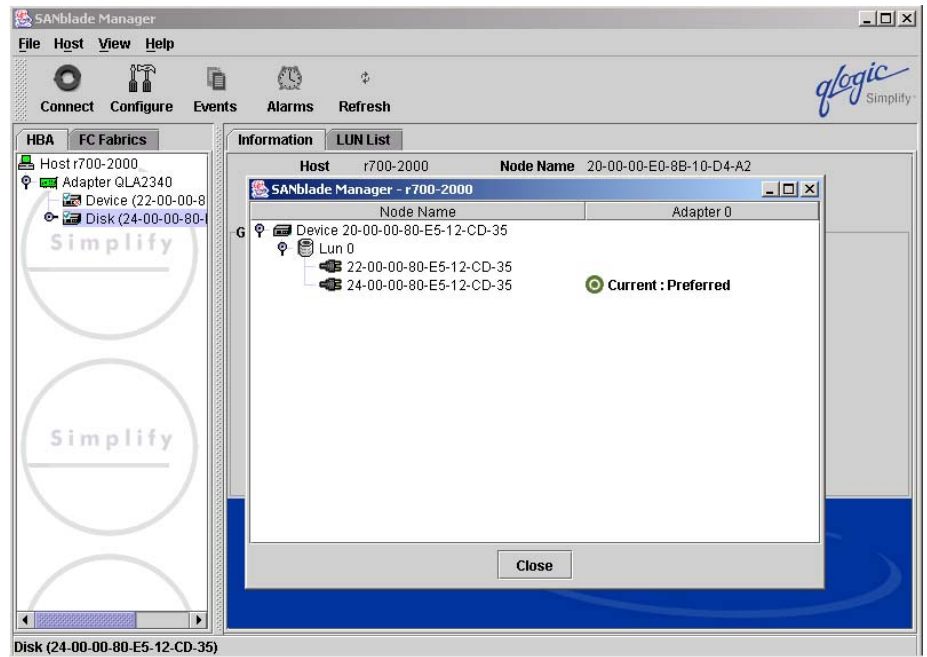 SANblade Manager
File Host View Help
Connect Configure Events Alarms Refresh
qlogic
Simplify
HBA FC Fabrics
Information LUN List
Host r700-2000
Adapter QLA2340
Device (22-00-00-8
Disk (24-00-00-80-
Simplify
Simplify
Host r700-2000 Node Name 20-00-00-E0-8B-10-D4-A2
G
SANblade Manager - r700-2000
Node Name Adapter 0
Device 20-00-00-80-E5-12-CD-35
Lun 0
22-00-00-80-E5-12-CD-35
24-00-00-80-E5-12-CD-35 Current : Preferred
Close
Disk (24-00-00-80-E5-12-CD-35)